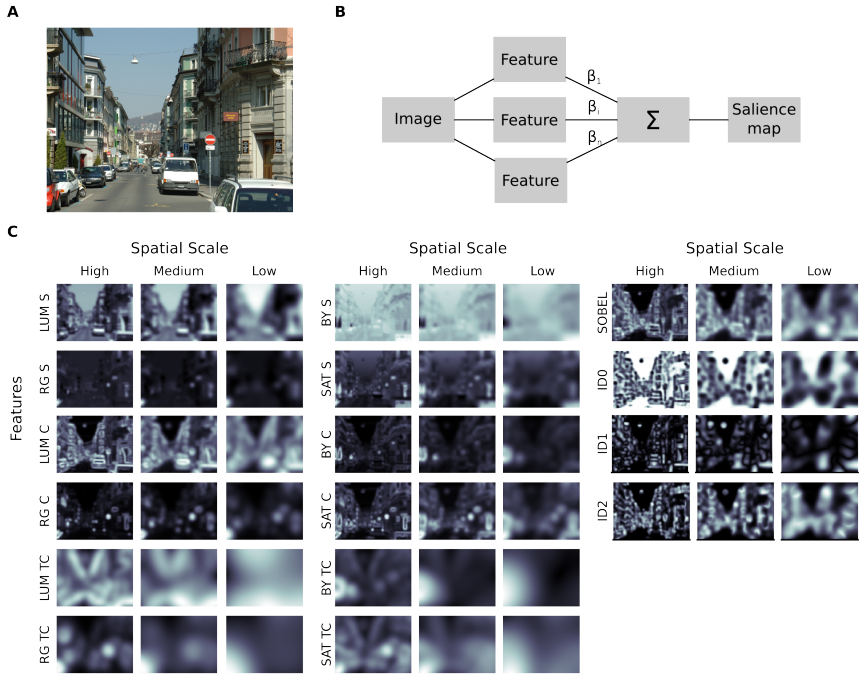 A
B
Feature
β1
Image
Feature
βi
Σ
Salience
map
βn
Feature
C
Spatial Scale
Spatial Scale
Spatial Scale
High Medium Low
High Medium Low
High Medium Low
Features
LUM S
BY S
SOBEL
RG S
SAT S
ID0
LUM C
BY C
ID1
RG C
SAT C
ID2
LUM TC
BY TC
RG TC
SAT TC